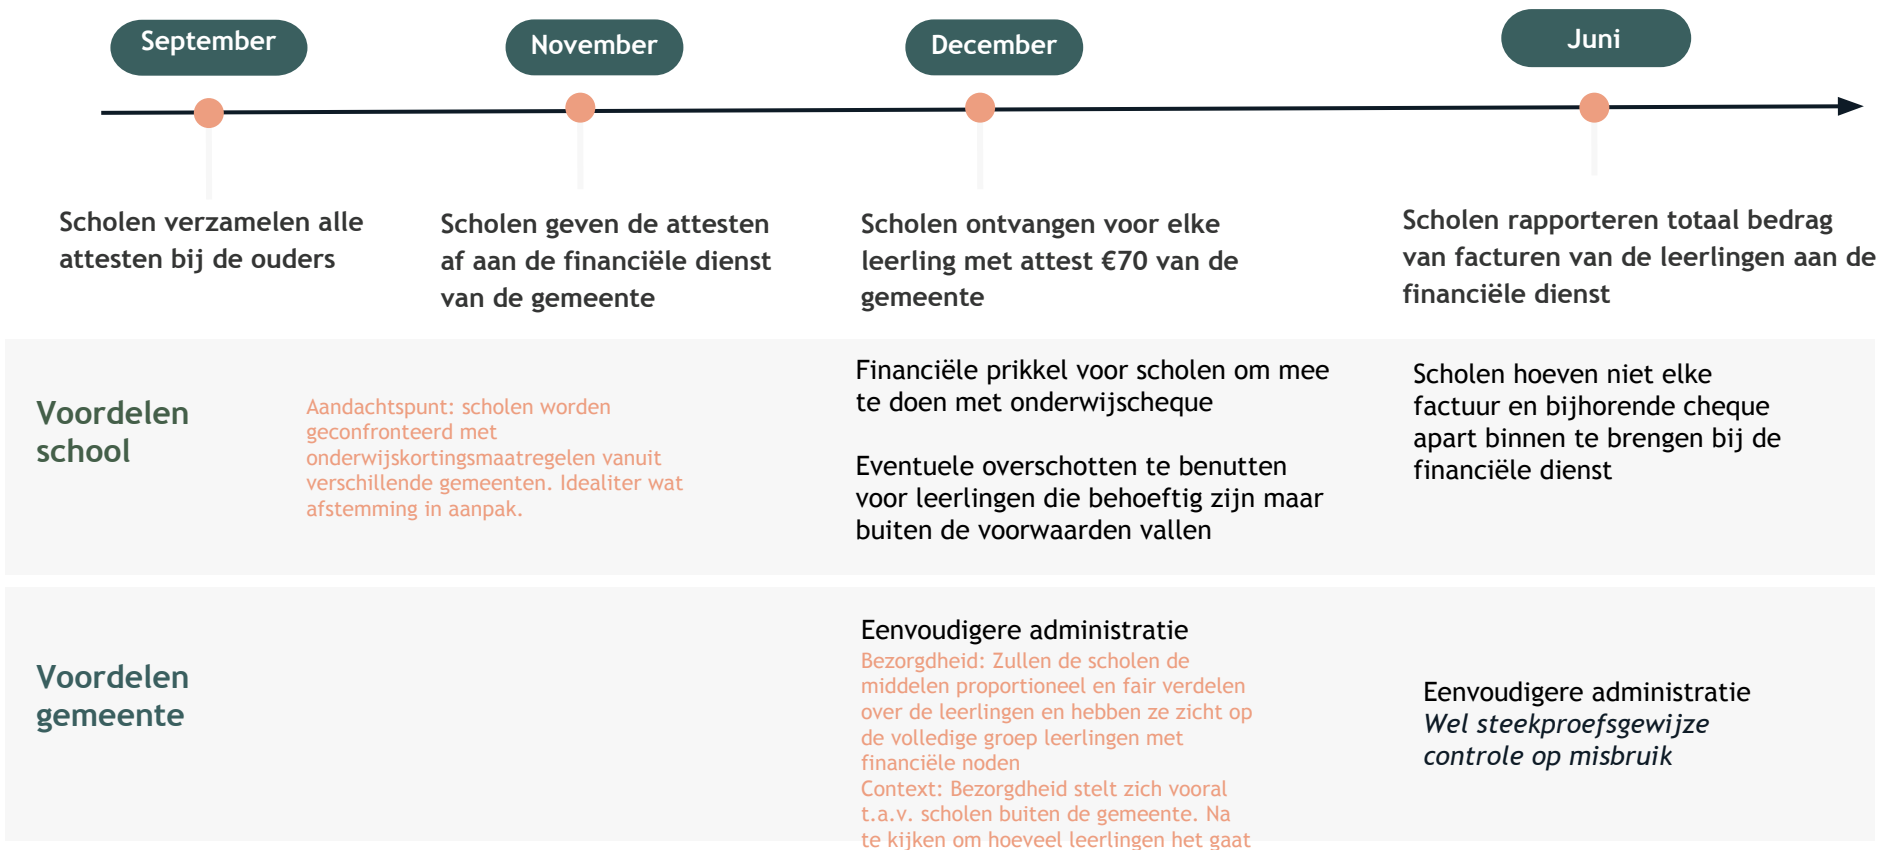 September
November
December
Juni
Scholen verzamelen alle
attesten bij de ouders
Scholen geven de attesten
af aan de financiële dienst
van de gemeente
Scholen ontvangen voor elke
leerling met attest €70 van de
gemeente
Scholen rapporteren totaal bedrag
van facturen van de leerlingen aan de
financiële dienst
Voordelen
school
Aandachtspunt: scholen worden
geconfronteerd met
onderwijskortingsmaatregelen vanuit
verschillende gemeenten. Idealiter wat
afstemming in aanpak.
Financiële prikkel voor scholen om mee
te doen met onderwijscheque
Eventuele overschotten te benutten
voor leerlingen die behoeftig zijn maar
buiten de voorwaarden vallen
Scholen hoeven niet elke
factuur en bijhorende cheque
apart binnen te brengen bij de
financiële dienst
Voordelen
gemeente
Eenvoudigere administratie
Bezorgdheid: Zullen de scholen de
middelen proportioneel en fair verdelen
over de leerlingen en hebben ze zicht op
de volledige groep leerlingen met
financiële noden
Context: Bezorgdheid stelt zich vooral
t.a.v. scholen buiten de gemeente. Na
te kijken om hoeveel leerlingen het gaat
Eenvoudigere administratie
Wel steekproefsgewijze
controle op misbruik